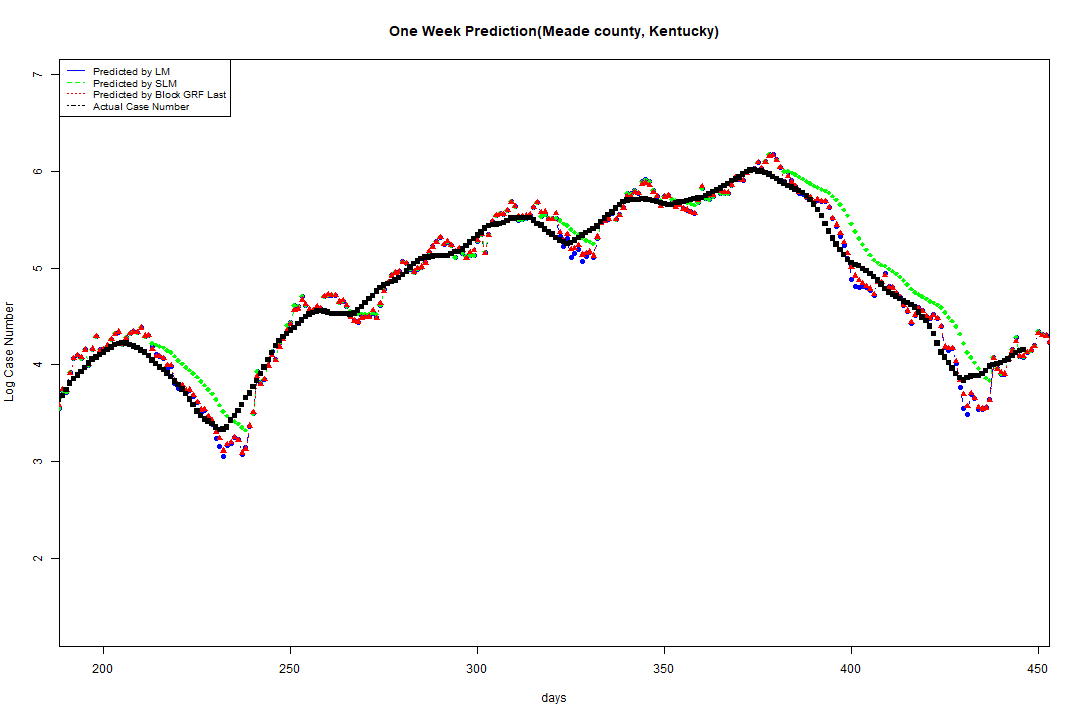 One Week Prediction(Meade county, Kentucky)
Predicted by LM
Predicted by SLM
Predicted by Block GRF Last
Actual Case Number
7
6
5
4
3
2
Log Case Number
200 250 300 350 400 450
days